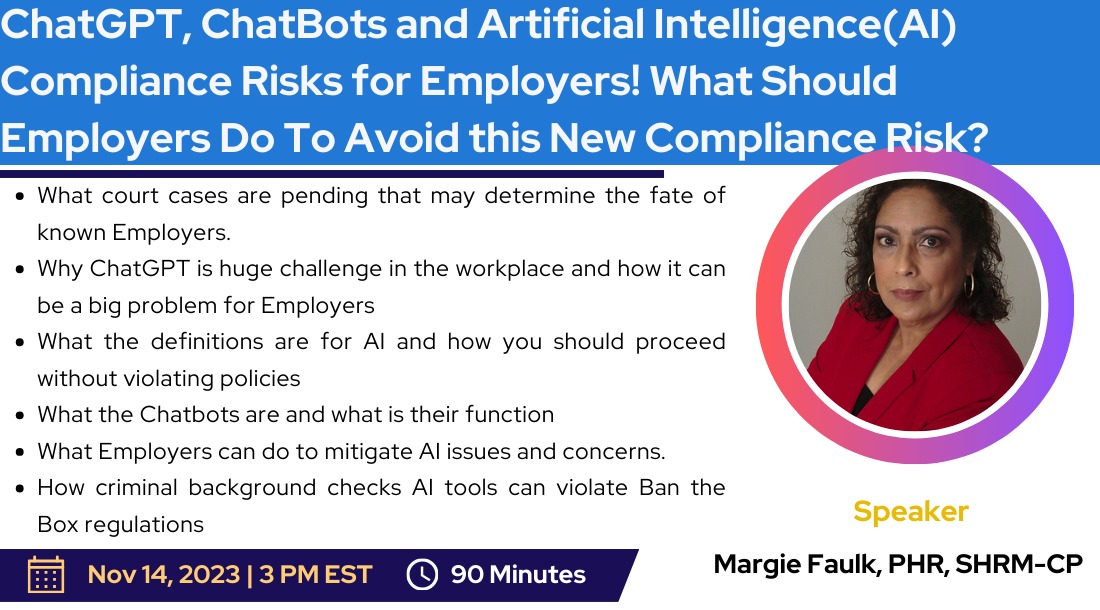 ChatGPT, ChatBots and Artificial Intelligence(AI)
Compliance Risks for Employers! What Should
Employers Do To Avoid this New Compliance Risk?
• What court cases are pending that may determine the fate of
known Employers.
• Why ChatGPT is huge challenge in the workplace and how it can
be a big problem for Employers
• What the definitions are for AI and how you should proceed
without violating policies
• What the Chatbots are and what is their function
• What Employers can do to mitigate AI issues and concerns.
• How criminal background checks AI tools can violate Ban the
Box regulations
Speaker
Margie Faulk, PHR, SHRM-CP
Nov 14, 2023 | 3 PM EST
90 Minutes